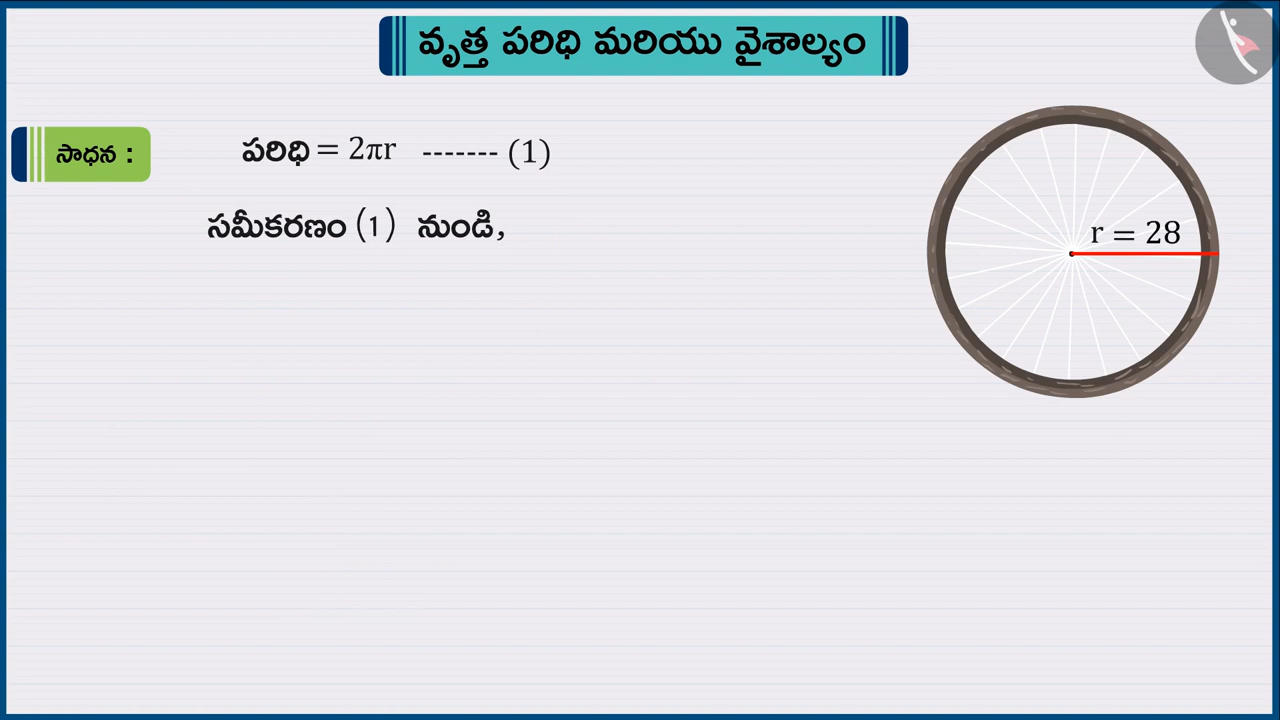 వృత్త పరిధి మరియు వైశాల్యం
సాధన :
పరిధి = 2πr ------- (1)
సమీకరణం (1) నుండి,
r = 28